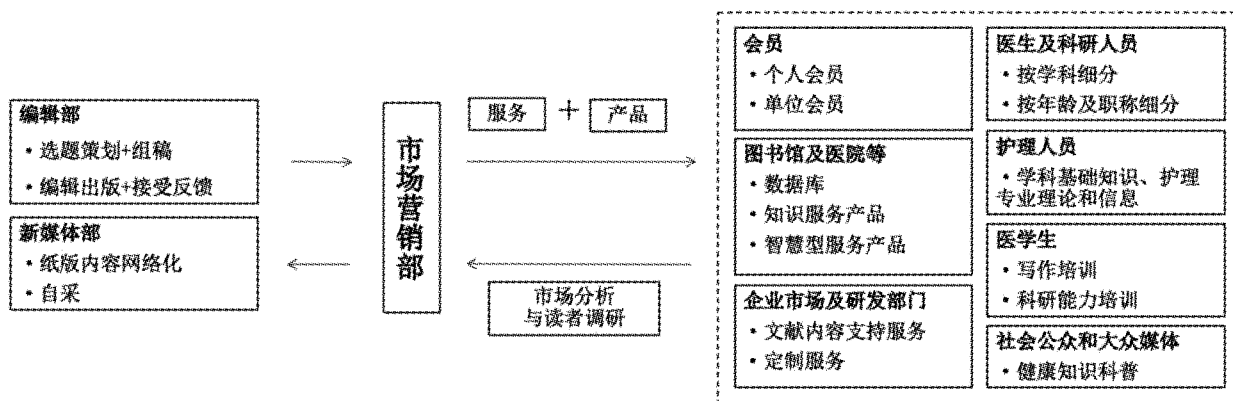 编辑部
· 选题策划+组稿
· 编辑出版+接受反馈
新媒体部
· 纸版内容网络化
· 自采
市场营销部
服务 + 产品
市场分析
与读者调研
会员
· 个人会员
· 单位会员
图书馆及医院等
· 数据库
· 知识服务产品
· 智慧型服务产品
企业市场及研发部门
· 文献内容支持服务
· 定制服务
医生及科研人员
· 按学科细分
· 按年龄及职称细分
护理人员
· 学科基础知识、护理
专业理论和信息
医学生
· 写作培训
· 科研能力培训
社会公众和大众媒体
· 健康知识科普